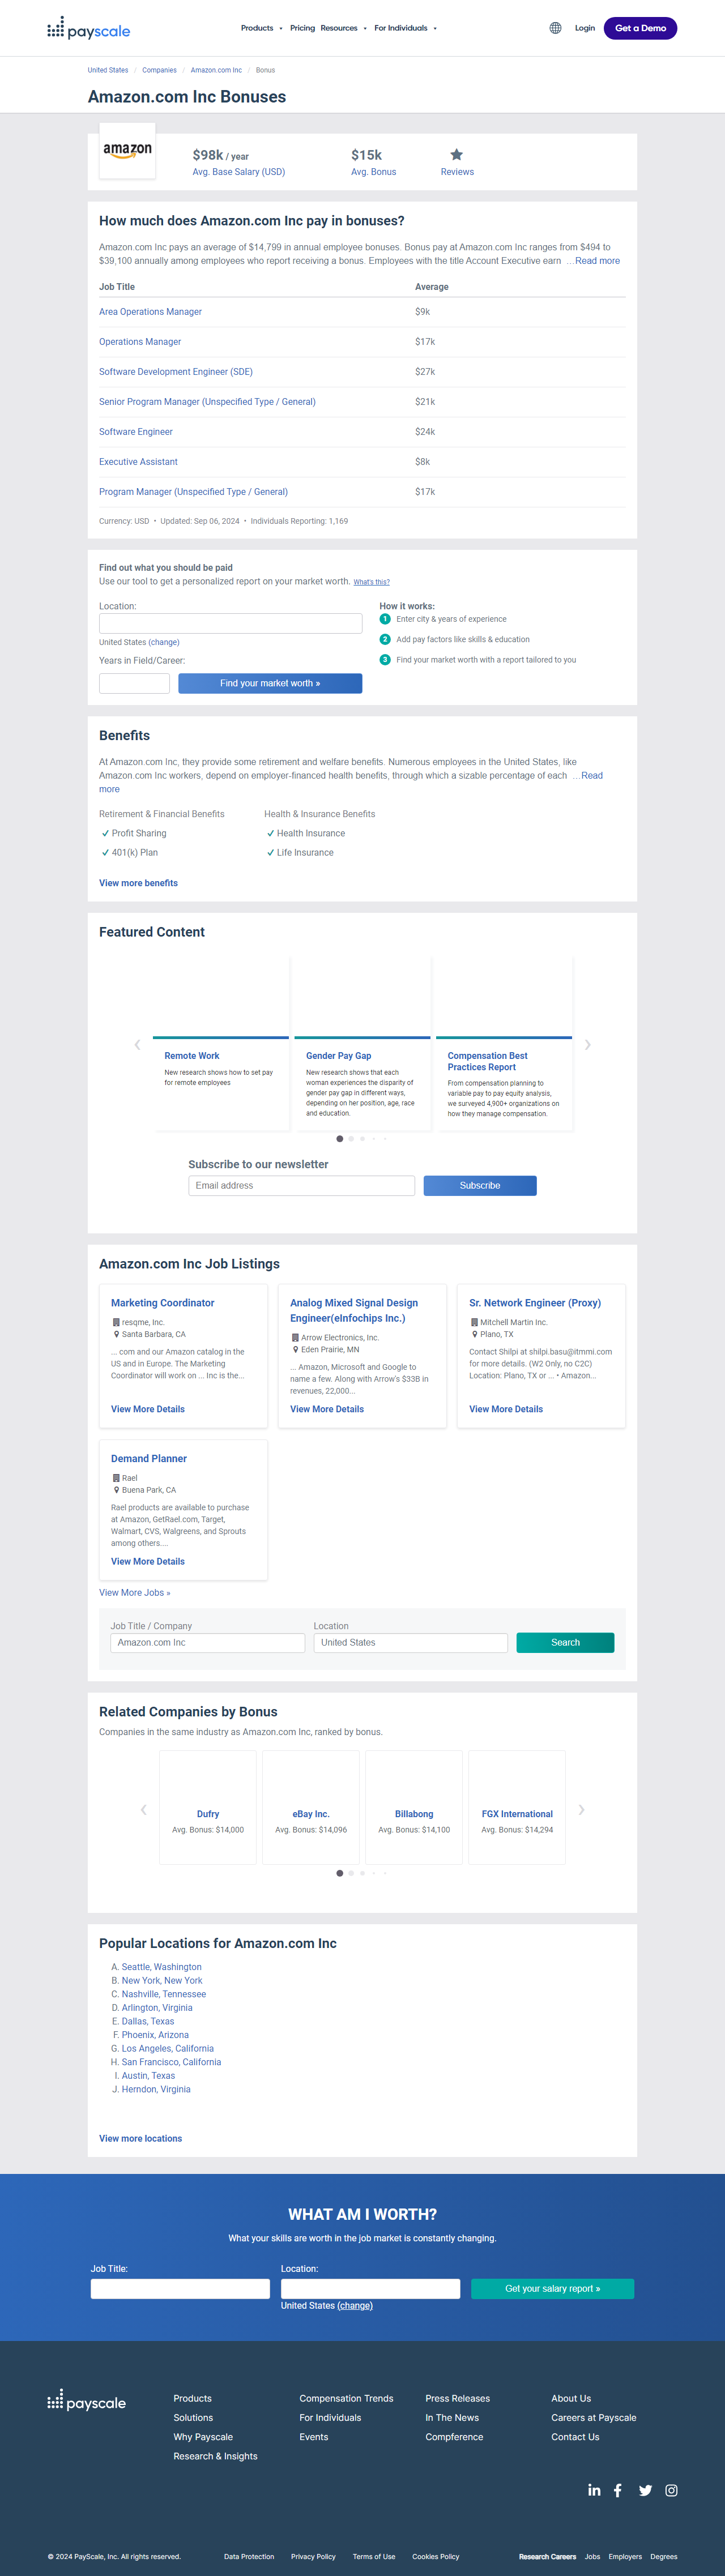 payscale
Products Pricing Resources For Individuals
Login Get a Demo
United States / Companies / Amazon.com Inc / Bonus
Amazon.com Inc Bonuses
amazon
$98k / year
Avg. Base Salary (USD)
$15k
Avg. Bonus
Reviews
How much does Amazon.com Inc pay in bonuses?
Amazon.com Inc pays an average of $14,799 in annual employee bonuses. Bonus pay at Amazon.com Inc ranges from $494 to
$39,100 annually among employees who report receiving a bonus. Employees with the title Account Executive earn …Read more
Job Title Average
Area Operations Manager $9k
Operations Manager $17k
Software Development Engineer (SDE) $27k
Senior Program Manager (Unspecified Type / General) $21k
Software Engineer $24k
Executive Assistant $8k
Program Manager (Unspecified Type / General) $17k
Currency: USD • Updated: Sep 06, 2024 • Individuals Reporting: 1,169
Find out what you should be paid
Use our tool to get a personalized report on your market worth. What's this?
Location:
United States (change)
Years in Field/Career:
Find your market worth »
How it works:
1 Enter city & years of experience
2 Add pay factors like skills & education
3 Find your market worth with a report tailored to you
Benefits
At Amazon.com Inc, they provide some retirement and welfare benefits. Numerous employees in the United States, like
Amazon.com Inc workers, depend on employer-financed health benefits, through which a sizable percentage of each …Read
more
Retirement & Financial Benefits
Profit Sharing
401(k) Plan
Health & Insurance Benefits
Health Insurance
Life Insurance
View more benefits
Featured Content
Remote Work
New research shows how to set pay
for remote employees
Gender Pay Gap
New research shows that each
woman experiences the disparity of
gender pay gap in different ways,
depending on her position, age, race
and education.
Compensation Best
Practices Report
From compensation planning to
variable pay to pay equity analysis,
we surveyed 4,900+ organizations on
how they manage compensation.
Subscribe to our newsletter
Email address Subscribe
Amazon.com Inc Job Listings
Marketing Coordinator
resqme, Inc.
Santa Barbara, CA
... com and our Amazon catalog in the
US and in Europe. The Marketing
Coordinator will work on ... Inc is the...
View More Details
Analog Mixed Signal Design
Engineer(eInfochips Inc.)
Arrow Electronics, Inc.
Eden Prairie, MN
... Amazon, Microsoft and Google to
name a few. Along with Arrow's $33B in
revenues, 22,000...
View More Details
Sr. Network Engineer (Proxy)
Mitchell Martin Inc.
Plano, TX
Contact Shilpi at shilpi.basu@itmmi.com
for more details. (W2 Only, no C2C)
Location: Plano, TX or ... • Amazon...
View More Details
Demand Planner
Rael
Buena Park, CA
Rael products are available to purchase
at Amazon, GetRael.com, Target,
Walmart, CVS, Walgreens, and Sprouts
among others....
View More Details
View More Jobs »
Job Title / Company Location
Amazon.com Inc United States Search
Related Companies by Bonus
Companies in the same industry as Amazon.com Inc, ranked by bonus.
Dufry
Avg. Bonus: $14,000
eBay Inc.
Avg. Bonus: $14,096
Billabong
Avg. Bonus: $14,100
FGX International
Avg. Bonus: $14,294
Popular Locations for Amazon.com Inc
A. Seattle, Washington
B. New York, New York
C. Nashville, Tennessee
D. Arlington, Virginia
E. Dallas, Texas
F. Phoenix, Arizona
G. Los Angeles, California
H. San Francisco, California
I. Austin, Texas
J. Herndon, Virginia
View more locations
WHAT AM I WORTH?
What your skills are worth in the job market is constantly changing.
Job Title: Location:
Get your salary report »
United States (change)
payscale
Products
Solutions
Why Payscale
Research & Insights
Compensation Trends
For Individuals
Events
Press Releases
In The News
Compference
About Us
Careers at Payscale
Contact Us
© 2024 PayScale, Inc. All rights reserved. Data Protection Privacy Policy Terms of Use Cookies Policy Research Careers Jobs Employers Degrees